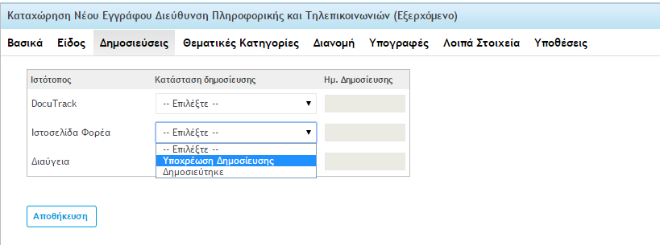 Καταχώρηση Νέου Εγγράφου Διεύθυνση Πληροφορικής και Τηλεπικοινωνιών (Εξερχόμενο)
Βασικά Είδος Δημοσιεύσεις Θεματικές Κατηγορίες Διανομή Υπογραφές Λοιπά Στοιχεία Υποθέσεις
Ιστότοπος Κατάσταση δημοσίευσης Ημ. Δημοσίευσης
DocuTrack -- Επιλέξτε --
Ιστοσελίδα Φορέα -- Επιλέξτε --
-- Επιλέξτε --
Διαύγεια Υποχρέωση Δημοσίευσης
Δημοσιεύτηκε
Αποθήκευση